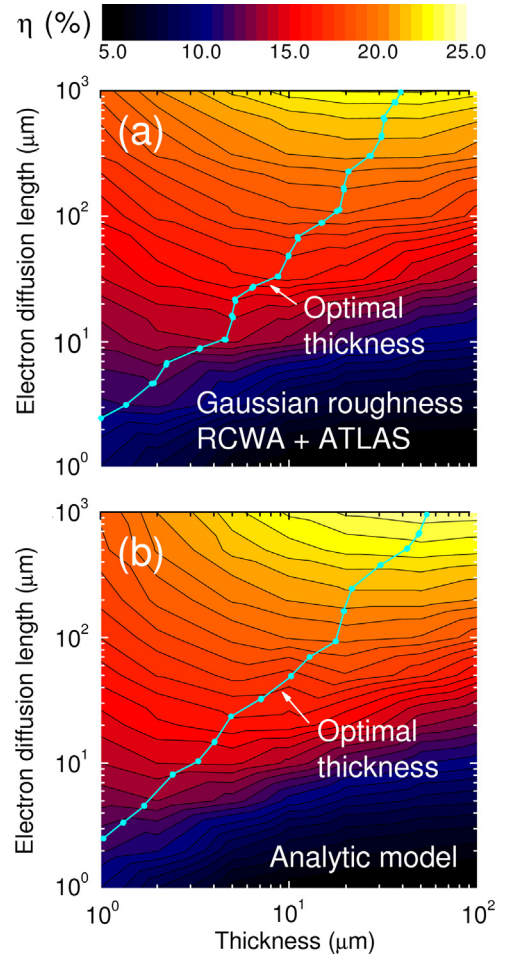 η (%)
5.0 10.0 15.0 20.0 25.0
10³
(a)
10²
Optimal
thickness
10¹
Gaussian roughness
RCWA + ATLAS
10⁰
Electron diffusion length (μm)
10³
(b)
10²
Optimal
thickness
10¹
Analytic model
10⁰
Electron diffusion length (μm)
10⁰ 10¹ 10²
Thickness (μm)